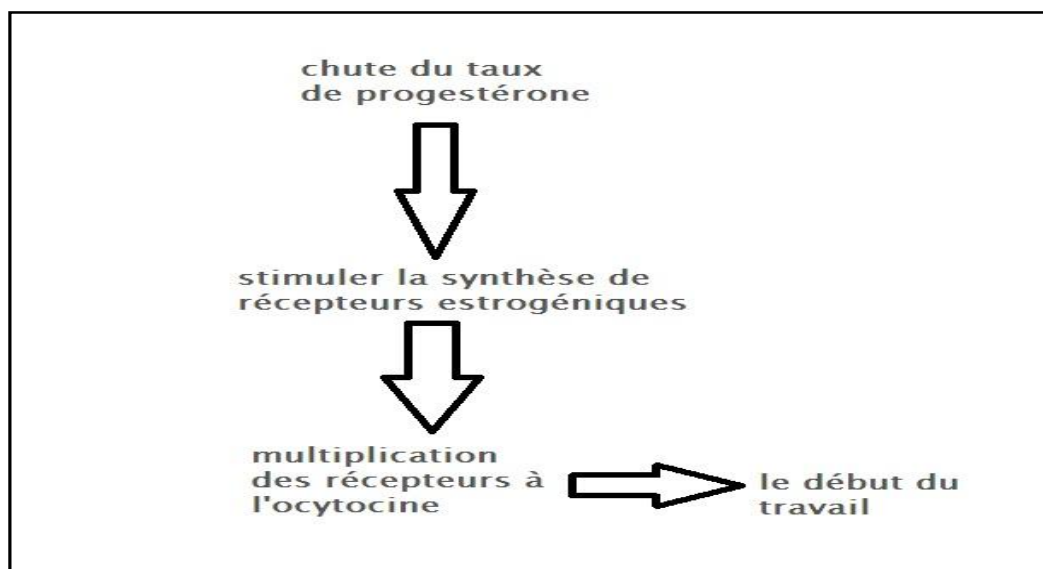 chute du taux
de progestérone
stimuler la synthèse de
récepteurs estrogéniques
multiplication
des récepteurs à
l'ocytocine
le début du
travail